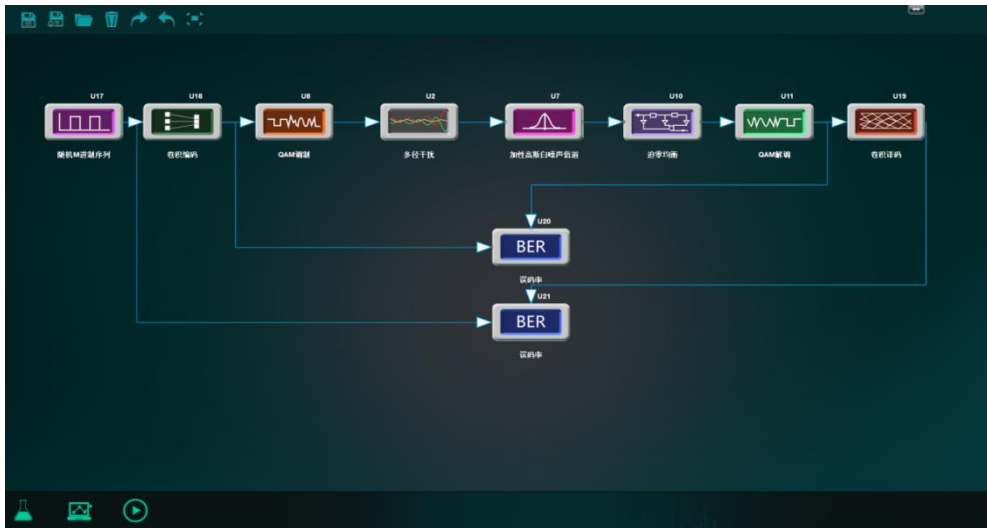 U17
U18
U8
U2
U7
U10
U11
U19
随机M进制序列
卷积编码
QAM调制
多径干扰
加性高斯白噪声信道
迫零均衡
QAM解调
卷积译码
U20
BER
误码率
U21
BER
误码率